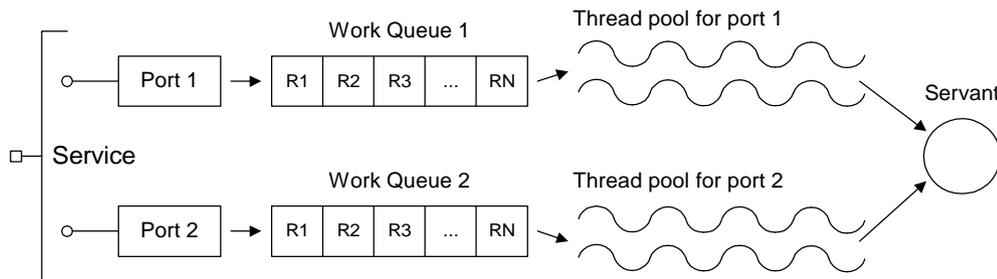 Work Queue 1
Thread pool for port 1
Port 1
R1 R2 R3 ... RN
Servant
Service
Work Queue 2
Thread pool for port 2
Port 2
R1 R2 R3 ... RN